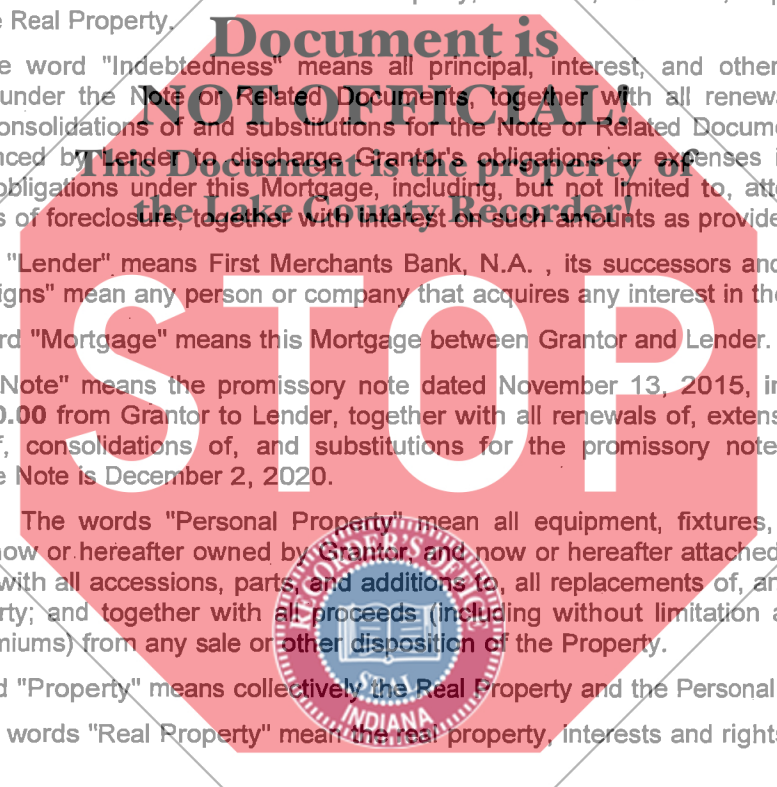 e Real Property.
Document is
e word "Indebtedness" means all principal, interest, and other
under the Note or Related Documents, together with all renew
NOT OFFICIAL!
onsolidations of and substitutions for the Note or Related Docum
nced by Lender to discharge Grantor's obligations or expenses i
This Document is the property of
obligations under this Mortgage, including, but not limited to, att
s of foreclosure, together with interest on such amounts as provide
the Lake County Recorder!
"Lender" means First Merchants Bank, N.A. , its successors and
igns" mean any person or company that acquires any interest in the
rd "Mortgage" means this Mortgage between Grantor and Lender.
Note" means the promissory note dated November 13, 2015, in
0.00 from Grantor to Lender, together with all renewals of, extens
f, consolidations of, and substitutions for the promissory note
e Note is December 2, 2020.
STOP
The words "Personal Property" mean all equipment, fixtures,
now or hereafter owned by Grantor, and now or hereafter attached
with all accessions, parts, and additions to, all replacements of, an
rty; and together with all proceeds (including without limitation a
miums) from any sale or other disposition of the Property.
d "Property" means collectively the Real Property and the Personal
words "Real Property" mean the real property, interests and rights
RECORDER'S OFFICE
SEAL
INDIANA